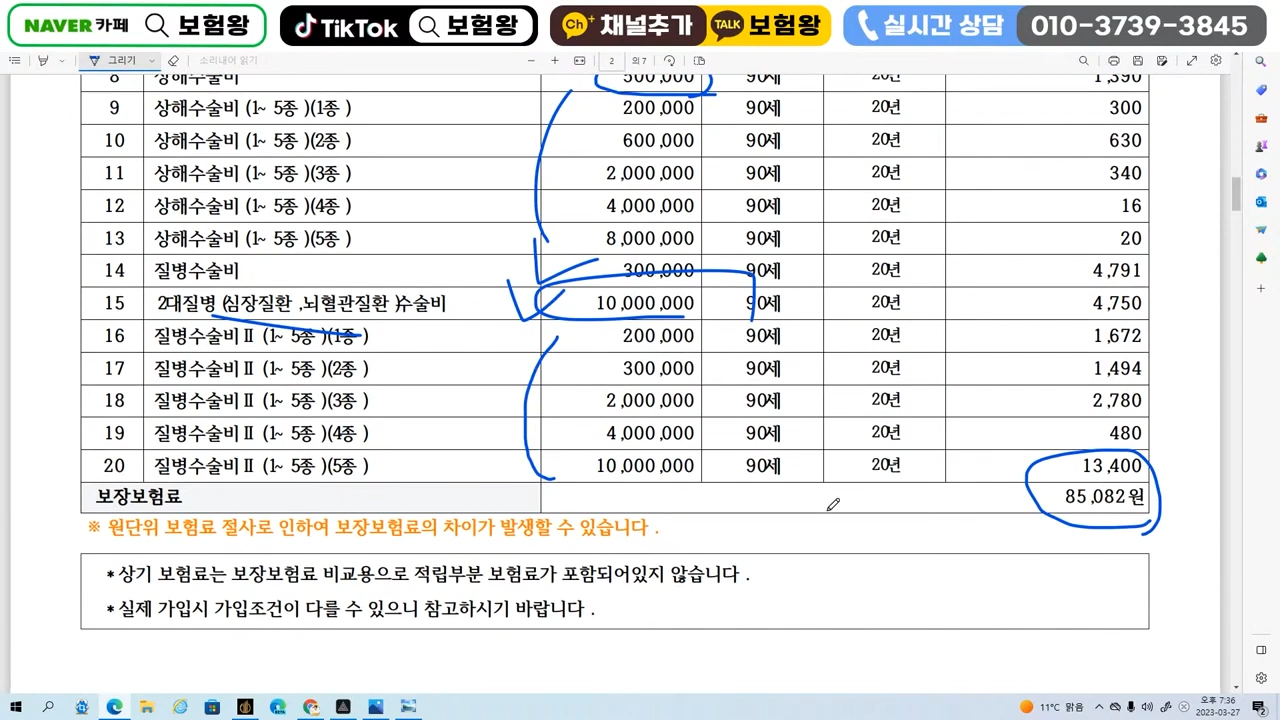 NAVER 카페 보험왕 TikTok 보험왕 Ch+ 채널추가 TALK 보험왕 실시간 상담 010-3739-3845
그리기 소리내어 읽기 2 의 7
8 상해수술비 500,000 90세 20년 1,390
9 상해수술비 (1~ 5종 )(1종 ) 200,000 90세 20년 300
10 상해수술비 (1~ 5종 )(2종 ) 600,000 90세 20년 630
11 상해수술비 (1~ 5종 )(3종 ) 2,000,000 90세 20년 340
12 상해수술비 (1~ 5종 )(4종 ) 4,000,000 90세 20년 16
13 상해수술비 (1~ 5종 )(5종 ) 8,000,000 90세 20년 20
14 질병수술비 300,000 90세 20년 4,791
15 2대질병 (심장질환 ,뇌혈관질환 )수술비 10,000,000 90세 20년 4,750
16 질병수술비Ⅱ (1~ 5종 )(1종 ) 200,000 90세 20년 1,672
17 질병수술비Ⅱ (1~ 5종 )(2종 ) 300,000 90세 20년 1,494
18 질병수술비Ⅱ (1~ 5종 )(3종 ) 2,000,000 90세 20년 2,780
19 질병수술비Ⅱ (1~ 5종 )(4종 ) 4,000,000 90세 20년 480
20 질병수술비Ⅱ (1~ 5종 )(5종 ) 10,000,000 90세 20년 13,400
보장보험료 85,082원
※ 원단위 보험료 절사로 인하여 보장보험료의 차이가 발생할 수 있습니다 .
* 상기 보험료는 보장보험료 비교용으로 적립부분 보험료가 포함되어있지 않습니다 .
* 실제 가입시 가입조건이 다를 수 있으니 참고하시기 바랍니다 .
11°C 맑음 오후 7:36
2023-03-27